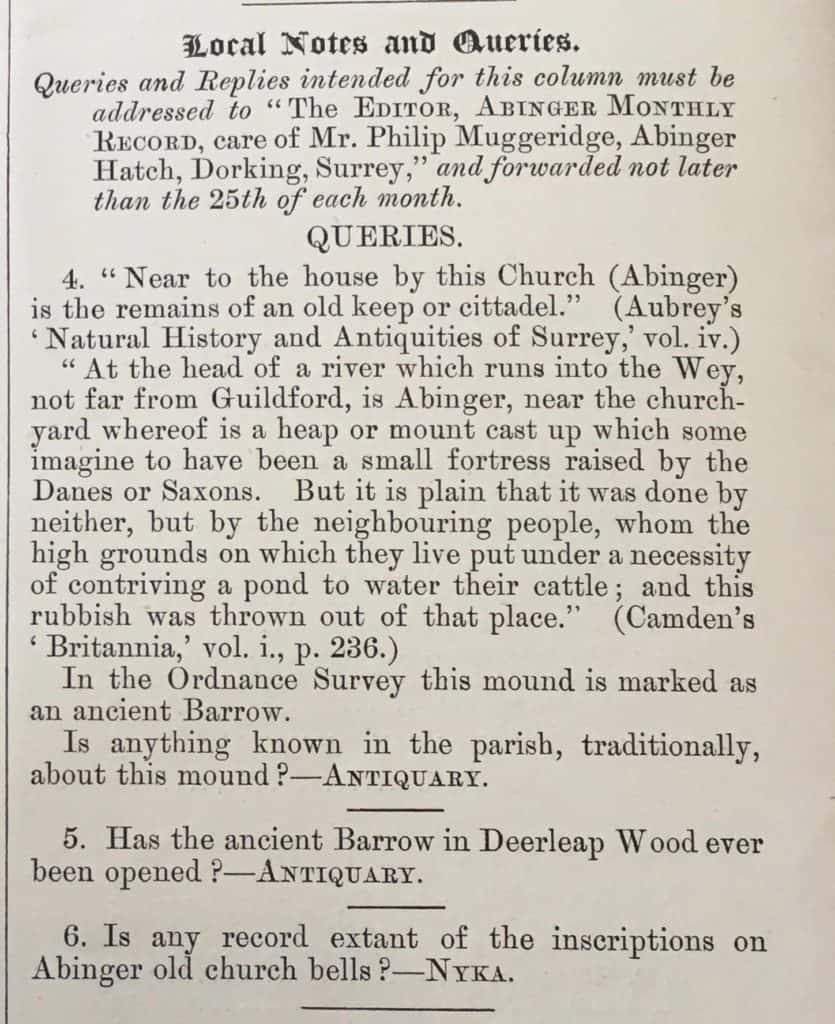 Local Notes and Queries.
Queries and Replies intended for this column must be
addressed to “The EDITOR, ABINGER MONTHLY
RECORD, care of Mr. Philip Muggeridge, Abinger
Hatch, Dorking, Surrey,” and forwarded not later
than the 25th of each month.
QUERIES.
4. “Near to the house by this Church (Abinger)
is the remains of an old keep or cittadel.” (Aubrey’s
‘Natural History and Antiquities of Surrey,’ vol. iv.)
“At the head of a river which runs into the Wey,
not far from Guildford, is Abinger, near the church-
yard whereof is a heap or mount cast up which some
imagine to have been a small fortress raised by the
Danes or Saxons. But it is plain that it was done by
neither, but by the neighbouring people, whom the
high grounds on which they live put under a necessity
of contriving a pond to water their cattle; and this
rubbish was thrown out of that place.” (Camden’s
‘Britannia,’ vol. i., p. 236.)
In the Ordnance Survey this mound is marked as
an ancient Barrow.
Is anything known in the parish, traditionally,
about this mound?—ANTIQUARY.
5. Has the ancient Barrow in Deerleap Wood ever
been opened?—ANTIQUARY.
6. Is any record extant of the inscriptions on
Abinger old church bells?—NYKA.